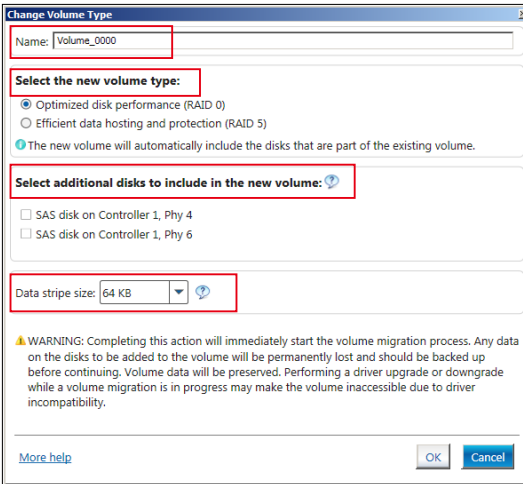 Change Volume Type
Name: Volume_0000
Select the new volume type:
Optimized disk performance (RAID 0)
Efficient data hosting and protection (RAID 5)
The new volume will automatically include the disks that are part of the existing volume.
Select additional disks to include in the new volume:
SAS disk on Controller 1, Phy 4
SAS disk on Controller 1, Phy 6
Data stripe size: 64 KB
WARNING: Completing this action will immediately start the volume migration process. Any data
on the disks to be added to the volume will be permanently lost and should be backed up
before continuing. Volume data will be preserved. Performing a driver upgrade or downgrade
while a volume migration is in progress may make the volume inaccessible due to driver
incompatibility.
More help
OK
Cancel